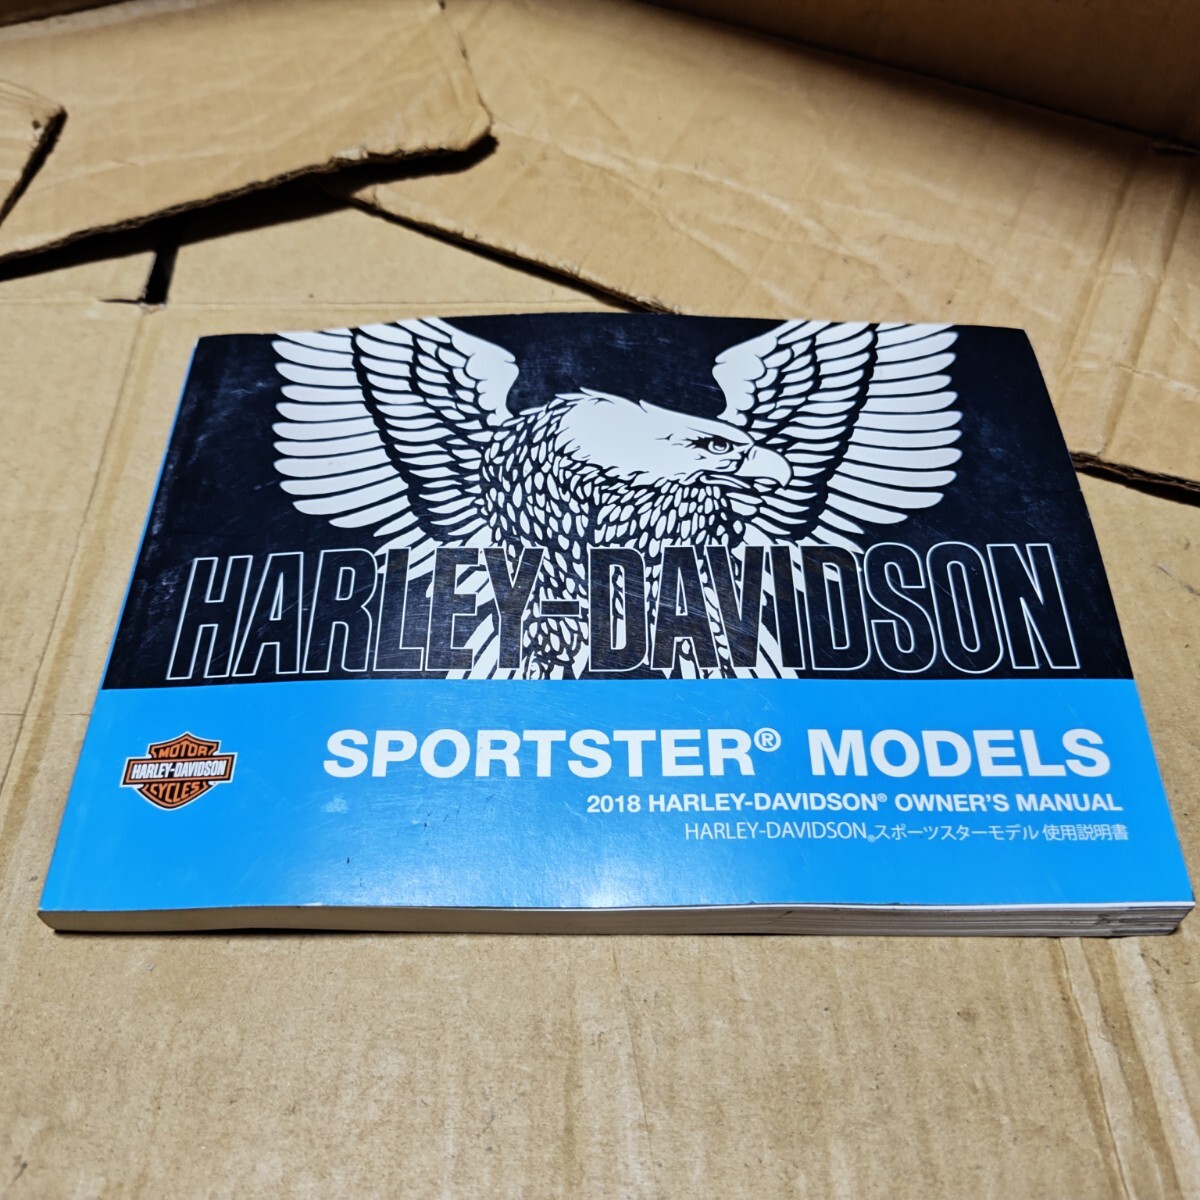 HARLEY-DAVIDSON
SPORTSTER® MODELS
MOTOR
HARLEY-DAVIDSON
CYCLES
2018 HARLEY-DAVIDSON® OWNER'S MANUAL
HARLEY-DAVIDSON®スポーツスターモデル 使用説明書